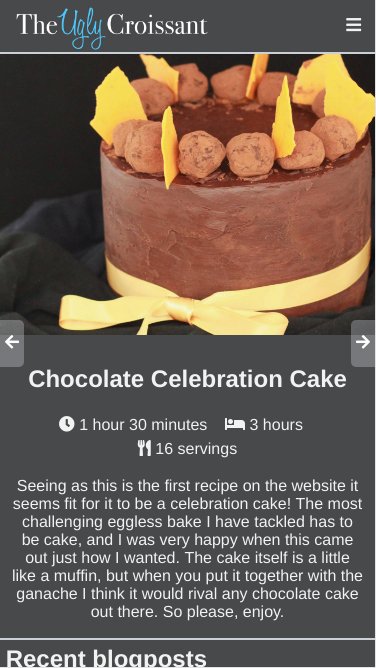 The Ugly Croissant
Chocolate Celebration Cake
1 hour 30 minutes 3 hours
16 servings
Seeing as this is the first recipe on the website it
seems fit for it to be a celebration cake! The most
challenging eggless bake I have tackled has to
be cake, and I was very happy when this came
out just how I wanted. The cake itself is a little
like a muffin, but when you put it together with the
ganache I think it would rival any chocolate cake
out there. So please, enjoy.
Recent blogposts